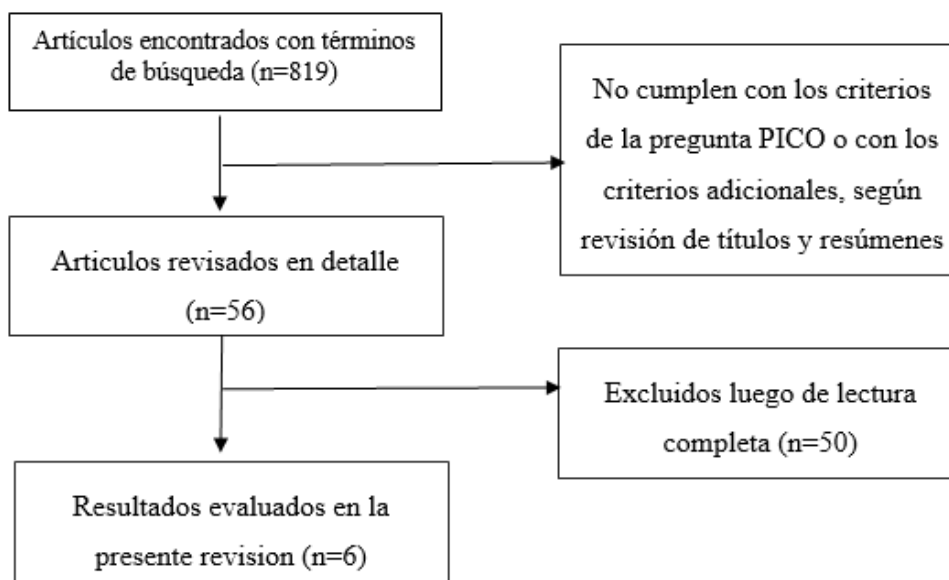 Artículos encontrados con términos
de búsqueda (n=819)
No cumplen con los criterios
de la pregunta PICO o con los
criterios adicionales, según
revisión de títulos y resúmenes
Articulos revisados en detalle
(n=56)
Excluidos luego de lectura
completa (n=50)
Resultados evaluados en la
presente revision (n=6)